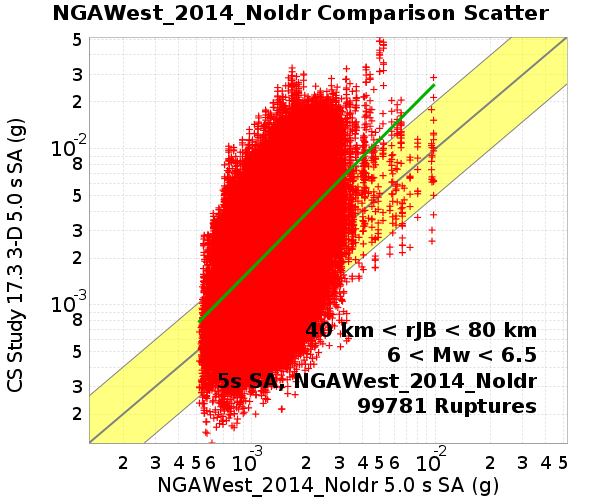 NGAWest_2014_NoIdr Comparison Scatter
CS Study 17.3 3-D 5.0 s SA (g)
5
3
2
10-2
8
5
3
2
10-3
8
5
3
2
40 km < rJB < 80 km
6 < Mw < 6.5
5s SA, NGAWest_2014_NoIdr
99781 Ruptures
2 3 4 5 6 10-3 2 3 4 5 6 10-2 2 3 4 5
NGAWest_2014_NoIdr 5.0 s SA (g)